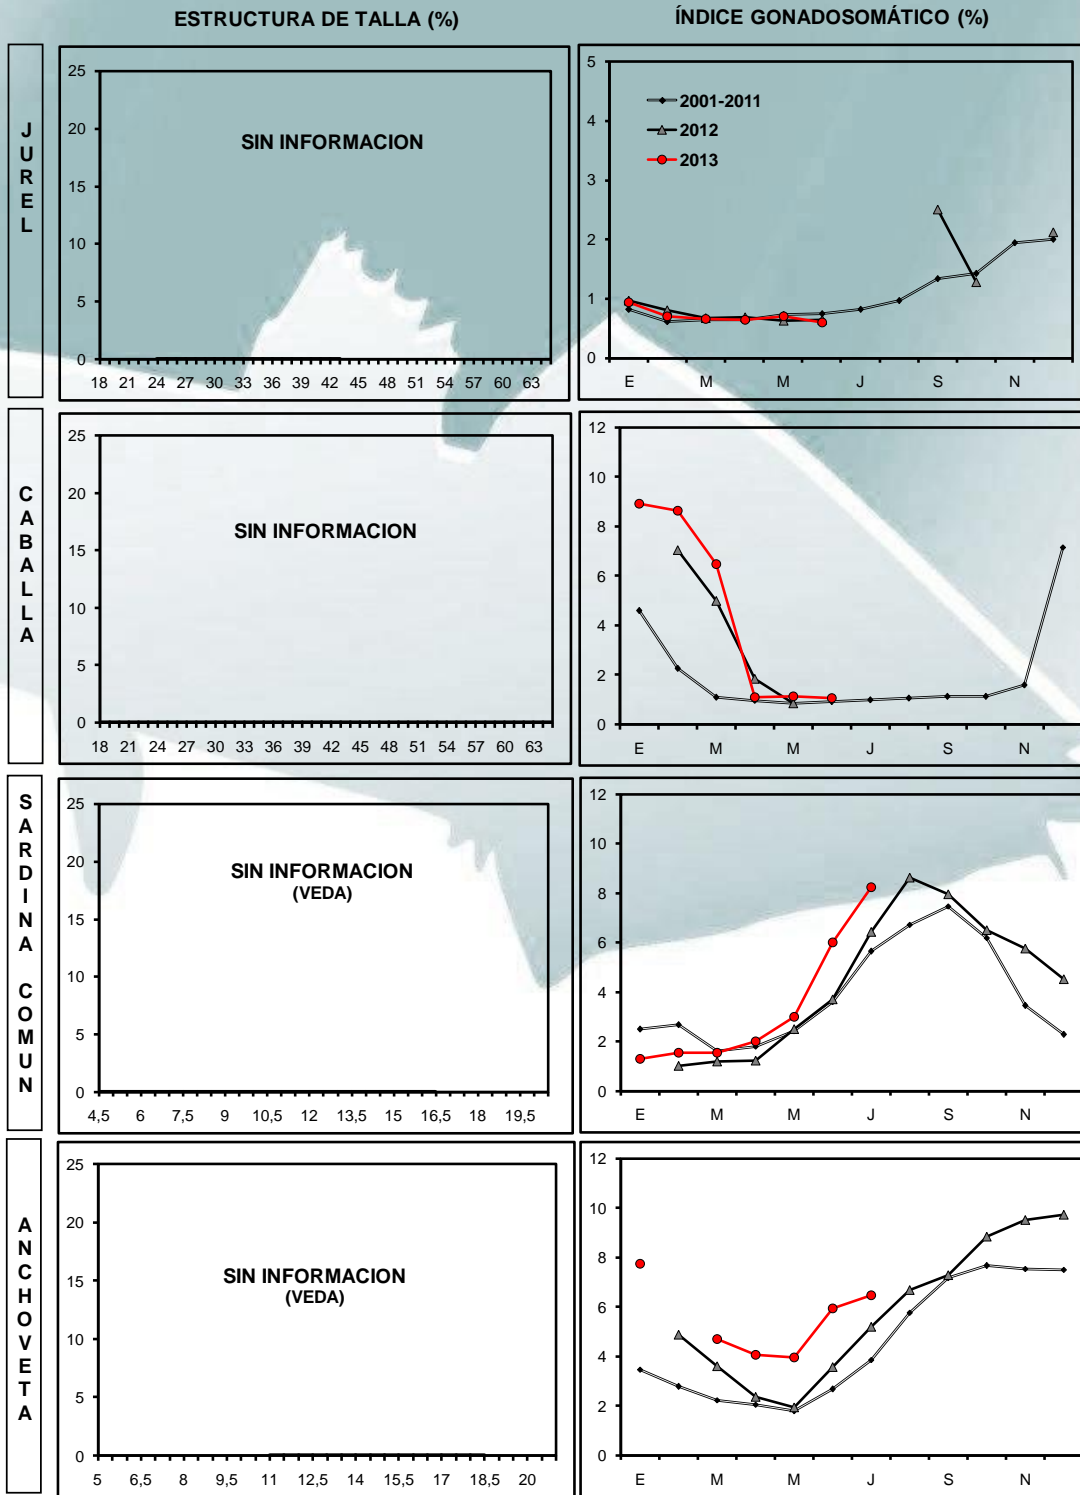 ESTRUCTURA DE TALLA (%)
ÍNDICE GONADOSOMÁTICO (%)
JUREL
25
20
15
10
5
0
SIN INFORMACION
18 21 24 27 30 33 36 39 42 45 48 51 54 57 60 63
5
4
3
2
1
0
2001-2011
2012
2013
E M M J S N
CABALLA
25
20
15
10
5
0
SIN INFORMACION
18 21 24 27 30 33 36 39 42 45 48 51 54 57 60 63
12
10
8
6
4
2
0
E M M J S N
SARDINA COMUN
25
20
15
10
5
0
SIN INFORMACION
(VEDA)
4,5 6 7,5 9 10,5 12 13,5 15 16,5 18 19,5
12
10
8
6
4
2
0
E M M J S N
ANCHOVETA
25
20
15
10
5
0
SIN INFORMACION
(VEDA)
5 6,5 8 9,5 11 12,5 14 15,5 17 18,5 20
12
10
8
6
4
2
0
E M M J S N